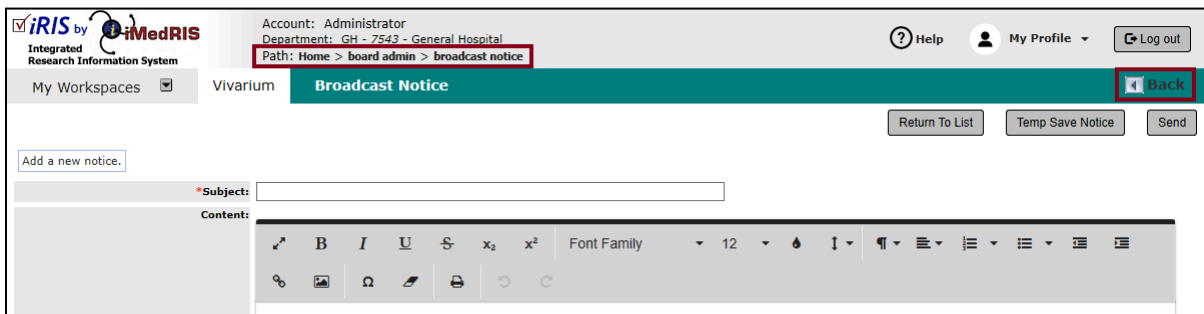 iRIS by iMedRIS
Integrated
Research Information System
Account: Administrator
Department: GH - 7543 - General Hospital
Path: Home > board admin > broadcast notice
? Help
My Profile
Log out
My Workspaces
Vivarium
Broadcast Notice
Back
Return To List
Temp Save Notice
Send
Add a new notice.
*Subject:
Content:
B I U S x₂ x² Font Family 12 ¶
Ω